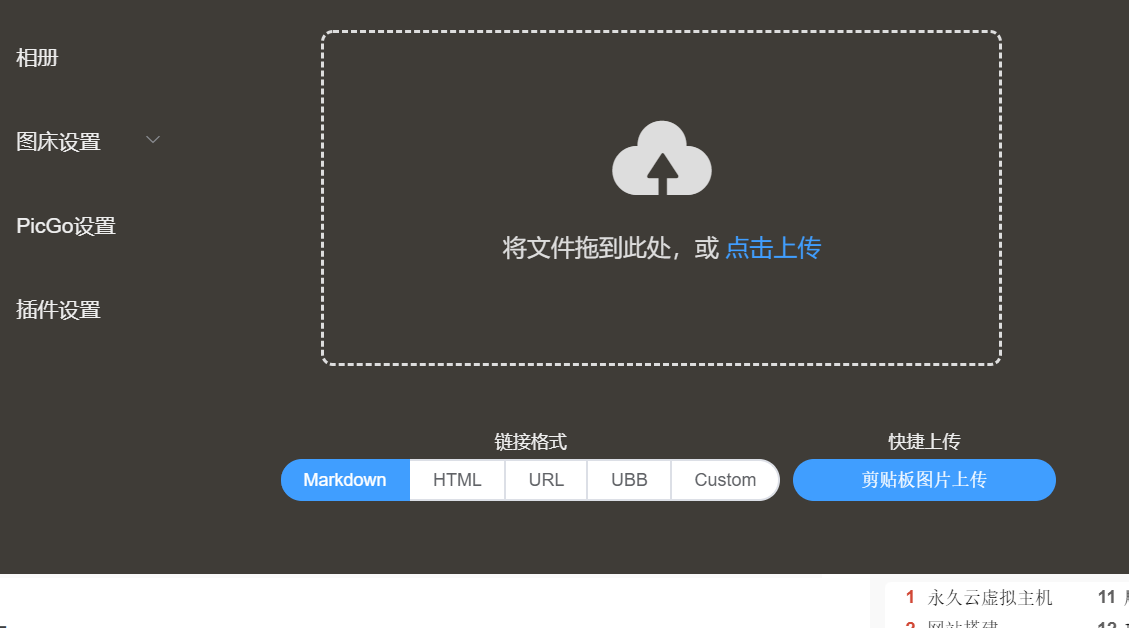 相册
图床设置
PicGo设置
插件设置
将文件拖到此处，或 点击上传
链接格式
快捷上传
Markdown HTML URL UBB Custom
剪贴板图片上传
1 永久云虚拟主机 11
2 网站搭建 12